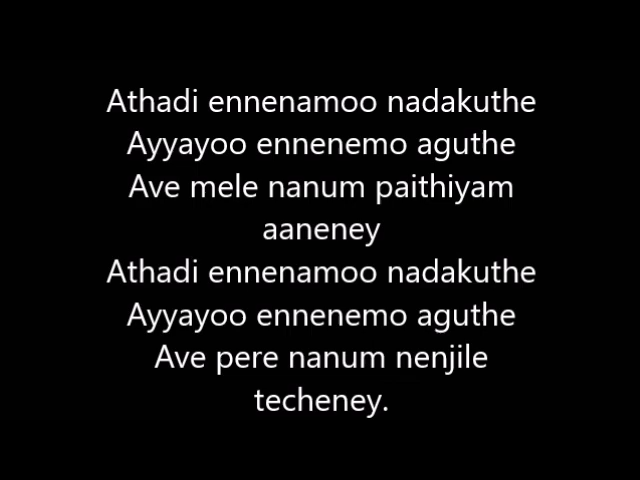 Athadi ennenamoo nadakuthe
Ayyayoo ennenemo aguthe
Ave mele nanum paithiyam
aaneney
Athadi ennenamoo nadakuthe
Ayyayoo ennenemo aguthe
Ave pere nanum nenjile
techeney.